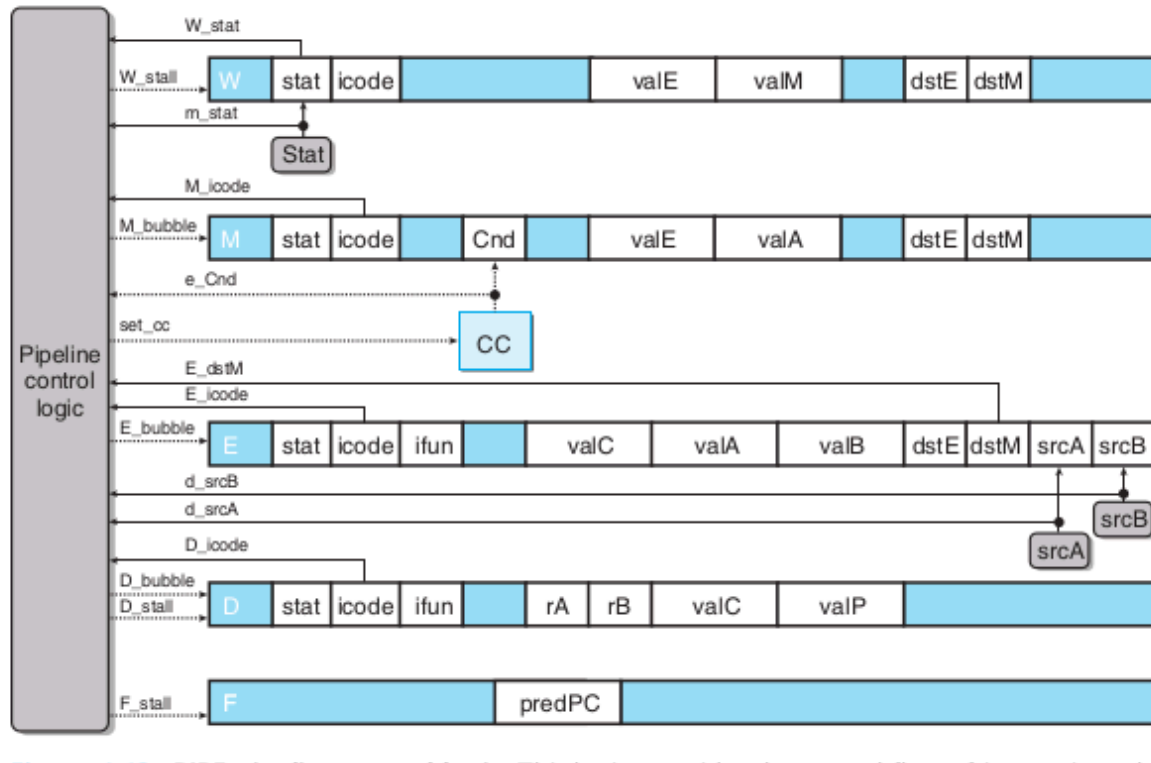 W_stat
W_stall
W stat icode valE valM dstE dstM
m_stat
Stat
M_icode
M_bubble
M stat icode Cnd valE valA dstE dstM
e_Cnd
set_cc
CC
Pipeline
control
logic
E_dstM
E_icode
E_bubble
E stat icode ifun valC valA valB dstE dstM srcA srcB
d_srcB
d_srcA
srcB
srcA
D_icode
D_bubble
D_stall
D stat icode ifun rA rB valC valP
F_stall
F predPC